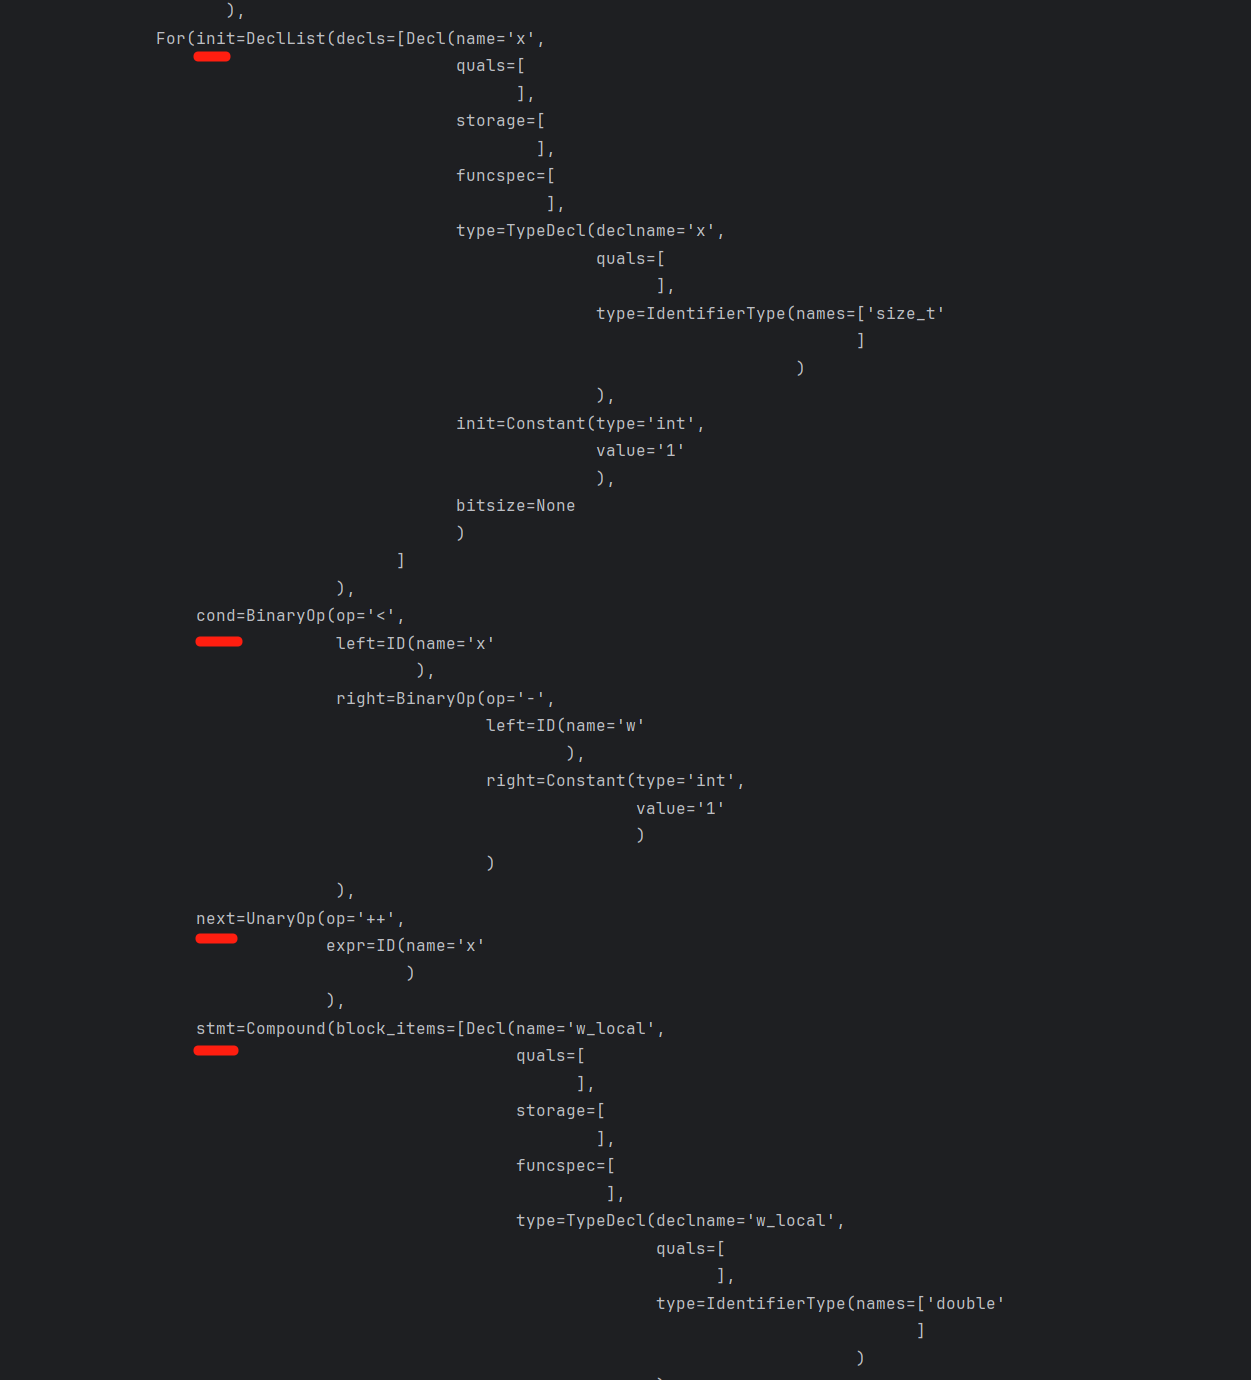 ),
For(init=DeclList(decls=[Decl(name='x',
quals=[
],
storage=[
],
funcspec=[
],
type=TypeDecl(declname='x',
quals=[
],
type=IdentifierType(names=['size_t'
]
)
),
init=Constant(type='int',
value='1'
),
bitsize=None
)
]
),
cond=BinaryOp(op='<',
left=ID(name='x'
),
right=BinaryOp(op='-',
left=ID(name='w'
),
right=Constant(type='int',
value='1'
)
)
),
next=UnaryOp(op='++',
expr=ID(name='x'
)
),
stmt=Compound(block_items=[Decl(name='w_local',
quals=[
],
storage=[
],
funcspec=[
],
type=TypeDecl(declname='w_local',
quals=[
],
type=IdentifierType(names=['double'
]
)